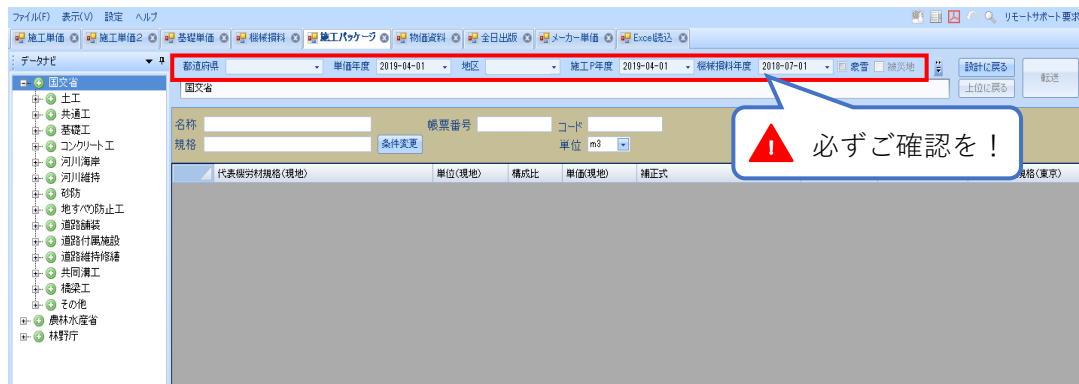 ファイル(F) 表示(V) 設定 ヘルプ
リモートサポート要求
施工単価 施工単価2 基礎単価 機械損料 施工パッケージ 物価資料 全日出版 メーカー単価 Excel読込
データナビ
都道府県 単価年度 2019-04-01 地区 施工P年度 2019-04-01 機械損料年度 2018-07-01 豪雪 被災地
設計に戻る
転送
国交省
上位に戻る
名称 帳票番号 コード
規格 条件変更 単位 m3
必ずご確認を！
代表機労材規格(現地) 単位(現地) 構成比 単価(現地) 補正式 規格(東京)
国交省
土工
共通工
基礎工
コンクリート工
河川海岸
河川維持
砂防
地すべり防止工
道路舗装
道路付属施設
道路維持修繕
共同溝工
橋梁工
その他
農林水産省
林野庁